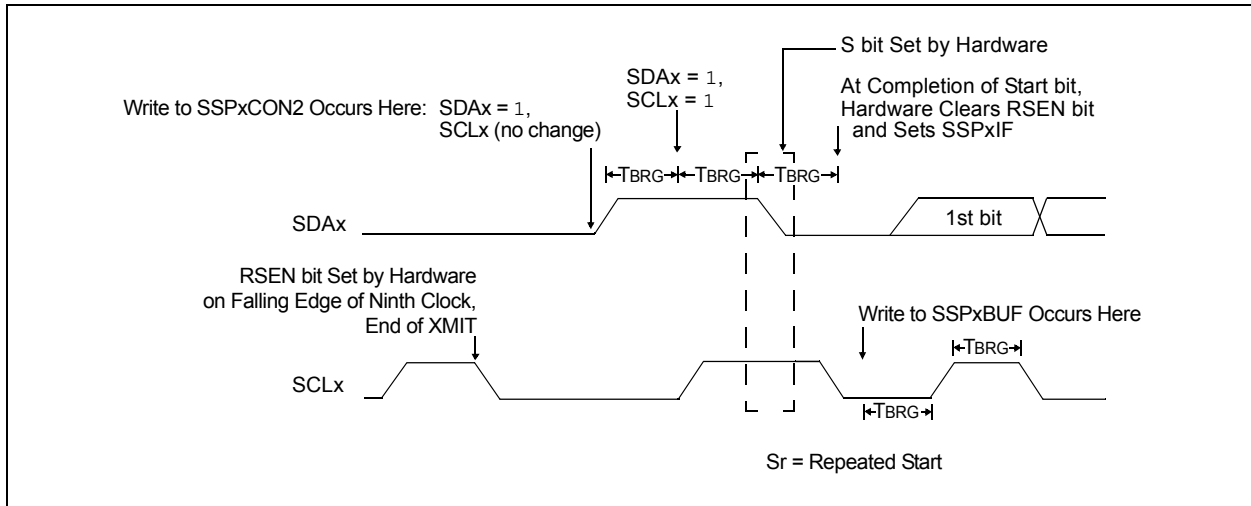 S bit Set by Hardware
SDAx = 1,
SCLx = 1
At Completion of Start bit,
Hardware Clears RSEN bit
and Sets SSPxIF
Write to SSPxCON2 Occurs Here: SDAx = 1,
SCLx (no change)
TBRG TBRG TBRG
SDAx
1st bit
RSEN bit Set by Hardware
on Falling Edge of Ninth Clock,
End of XMIT
Write to SSPxBUF Occurs Here
TBRG
SCLx
TBRG
Sr = Repeated Start